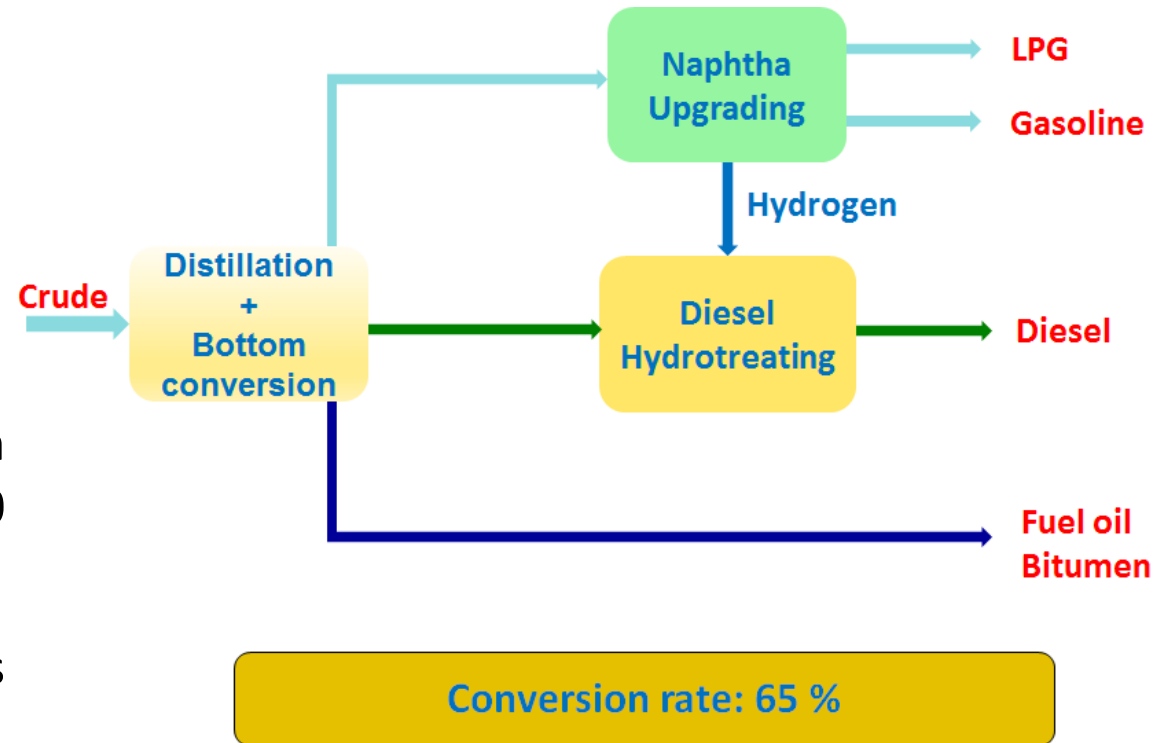 Naphtha
Upgrading
LPG
Gasoline
Hydrogen
Crude
Distillation
+
Bottom
conversion
Diesel
Hydrotreating
Diesel
Fuel oil
Bitumen
Conversion rate: 65 %